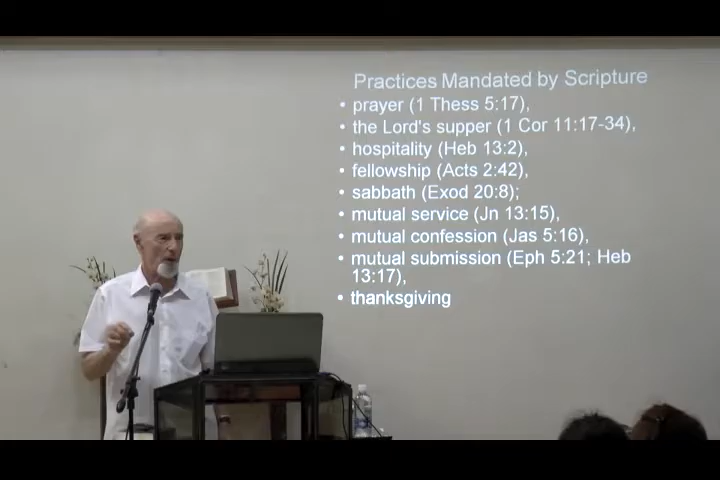 Practices Mandated by Scripture
• prayer (1 Thess 5:17),
• the Lord's supper (1 Cor 11:17-34),
• hospitality (Heb 13:2),
• fellowship (Acts 2:42),
• sabbath (Exod 20:8);
• mutual service (Jn 13:15),
• mutual confession (Jas 5:16),
• mutual submission (Eph 5:21; Heb
13:17),
• thanksgiving